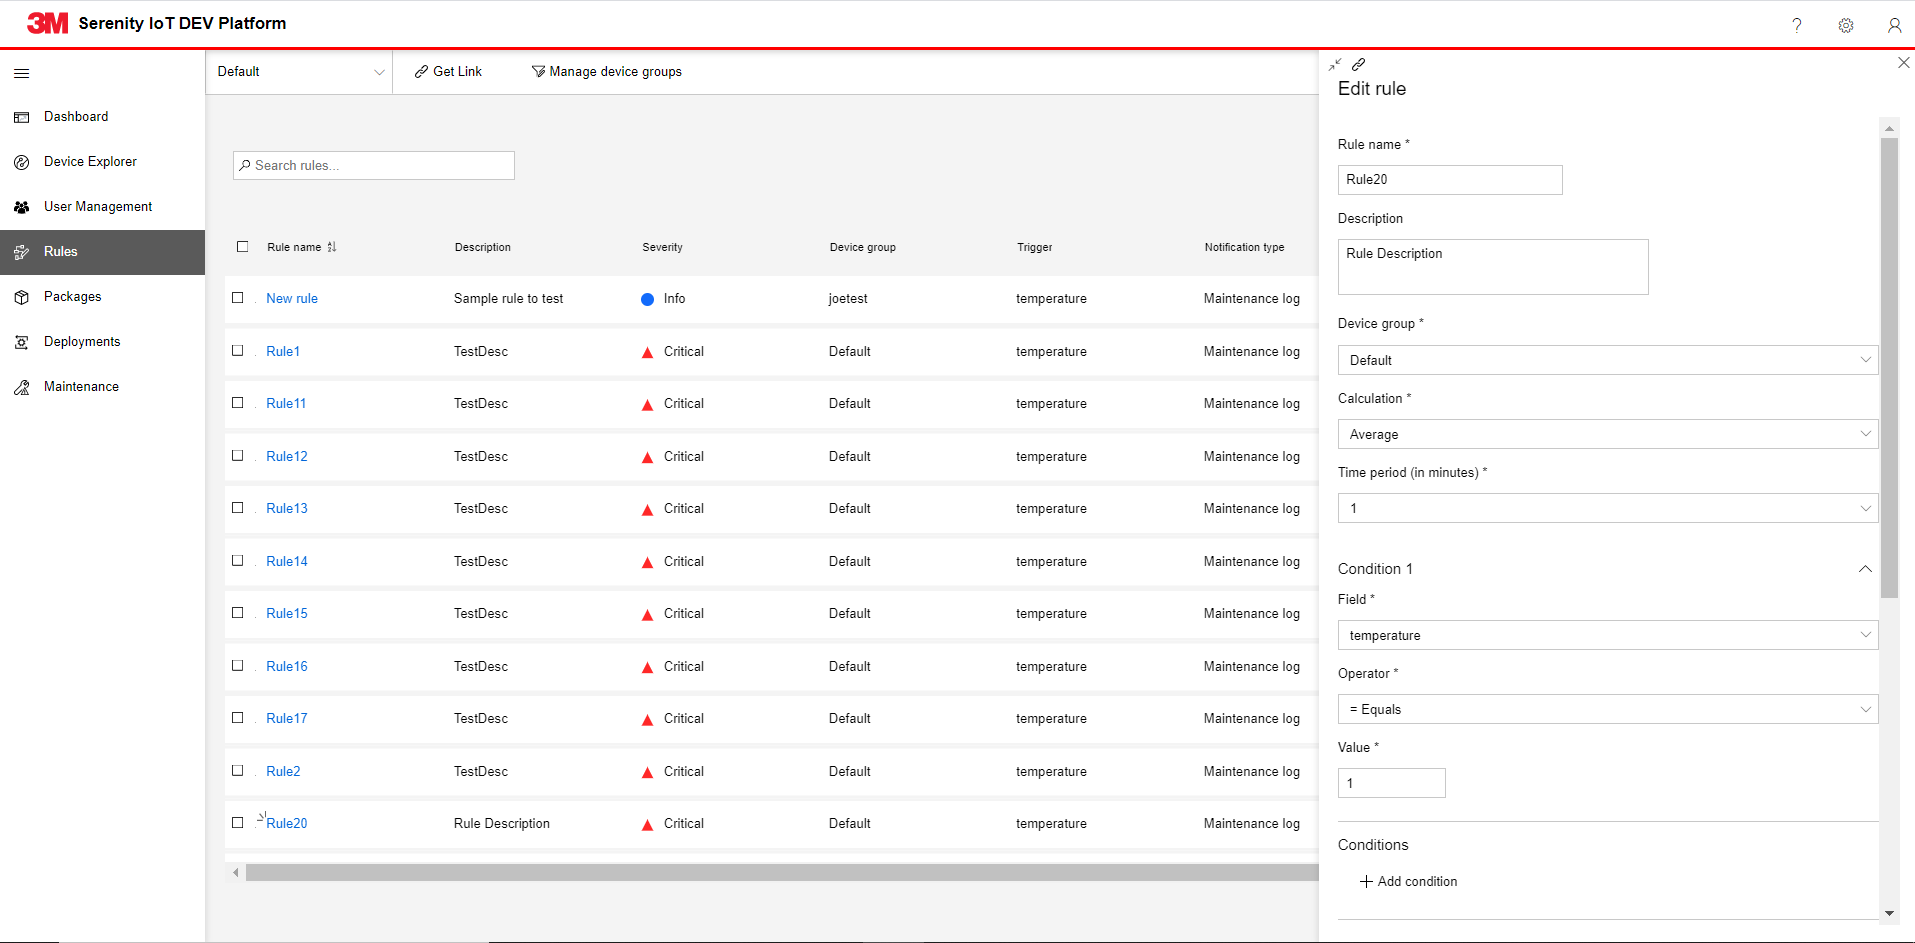 3M Serenity IoT DEV Platform
?
Default
Get Link
Manage device groups
Dashboard
Device Explorer
User Management
Rules
Packages
Deployments
Maintenance
Search rules...
Rule name Description Severity Device group Trigger Notification type
New rule Sample rule to test Info joetest temperature Maintenance log
Rule1 TestDesc Critical Default temperature Maintenance log
Rule11 TestDesc Critical Default temperature Maintenance log
Rule12 TestDesc Critical Default temperature Maintenance log
Rule13 TestDesc Critical Default temperature Maintenance log
Rule14 TestDesc Critical Default temperature Maintenance log
Rule15 TestDesc Critical Default temperature Maintenance log
Rule16 TestDesc Critical Default temperature Maintenance log
Rule17 TestDesc Critical Default temperature Maintenance log
Rule2 TestDesc Critical Default temperature Maintenance log
Rule20 Rule Description Critical Default temperature Maintenance log
Edit rule
Rule name *
Rule20
Description
Rule Description
Device group *
Default
Calculation *
Average
Time period (in minutes) *
1
Condition 1
Field *
temperature
Operator *
= Equals
Value *
1
Conditions
+ Add condition